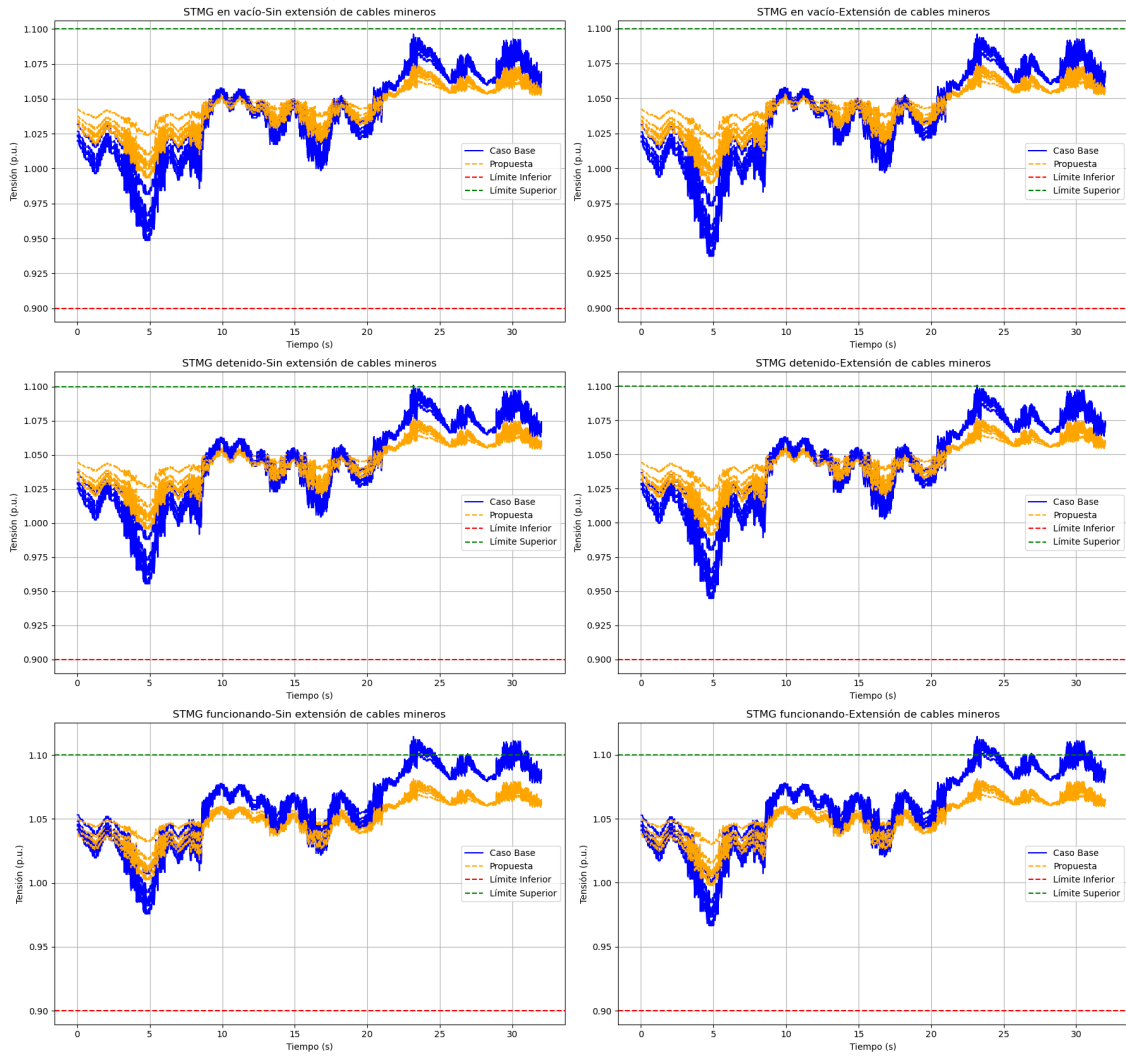 STMG en vacío-Sin extensión de cables mineros
1.100
1.075
1.050
1.025
1.000
0.975
0.950
0.925
0.900
Tensión (p.u.)
Caso Base
Propuesta
Límite Inferior
Límite Superior
0 5 10 15 20 25 30
Tiempo (s)
STMG en vacío-Extensión de cables mineros
1.100
1.075
1.050
1.025
1.000
0.975
0.950
0.925
0.900
Tensión (p.u.)
Caso Base
Propuesta
Límite Inferior
Límite Superior
0 5 10 15 20 25 30
Tiempo (s)
STMG detenido-Sin extensión de cables mineros
1.100
1.075
1.050
1.025
1.000
0.975
0.950
0.925
0.900
Tensión (p.u.)
Caso Base
Propuesta
Límite Inferior
Límite Superior
0 5 10 15 20 25 30
Tiempo (s)
STMG detenido-Extensión de cables mineros
1.100
1.075
1.050
1.025
1.000
0.975
0.950
0.925
0.900
Tensión (p.u.)
Caso Base
Propuesta
Límite Inferior
Límite Superior
0 5 10 15 20 25 30
Tiempo (s)
STMG funcionando-Sin extensión de cables mineros
1.10
1.05
1.00
0.95
0.90
Tensión (p.u.)
Caso Base
Propuesta
Límite Inferior
Límite Superior
0 5 10 15 20 25 30
Tiempo (s)
STMG funcionando-Extensión de cables mineros
1.10
1.05
1.00
0.95
0.90
Tensión (p.u.)
Caso Base
Propuesta
Límite Inferior
Límite Superior
0 5 10 15 20 25 30
Tiempo (s)